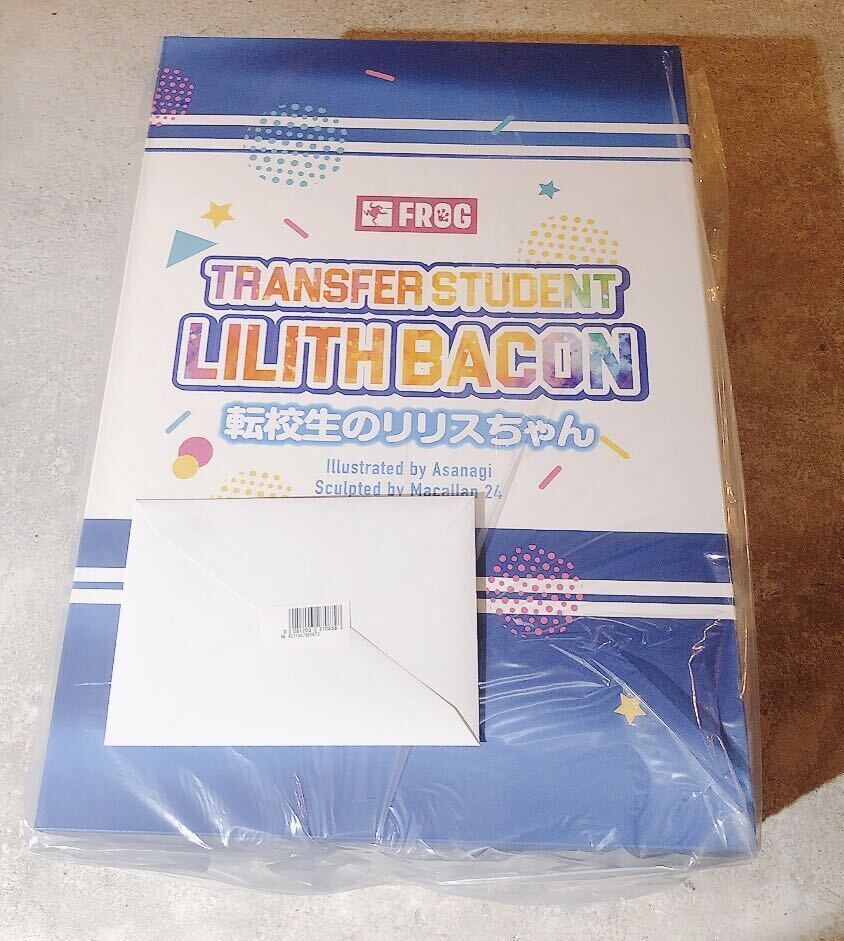 FROG
TRANSFER STUDENT
LILITH BACON
転校生のリリスちゃん
Illustrated by Asanagi
Sculpted by Macallan 24